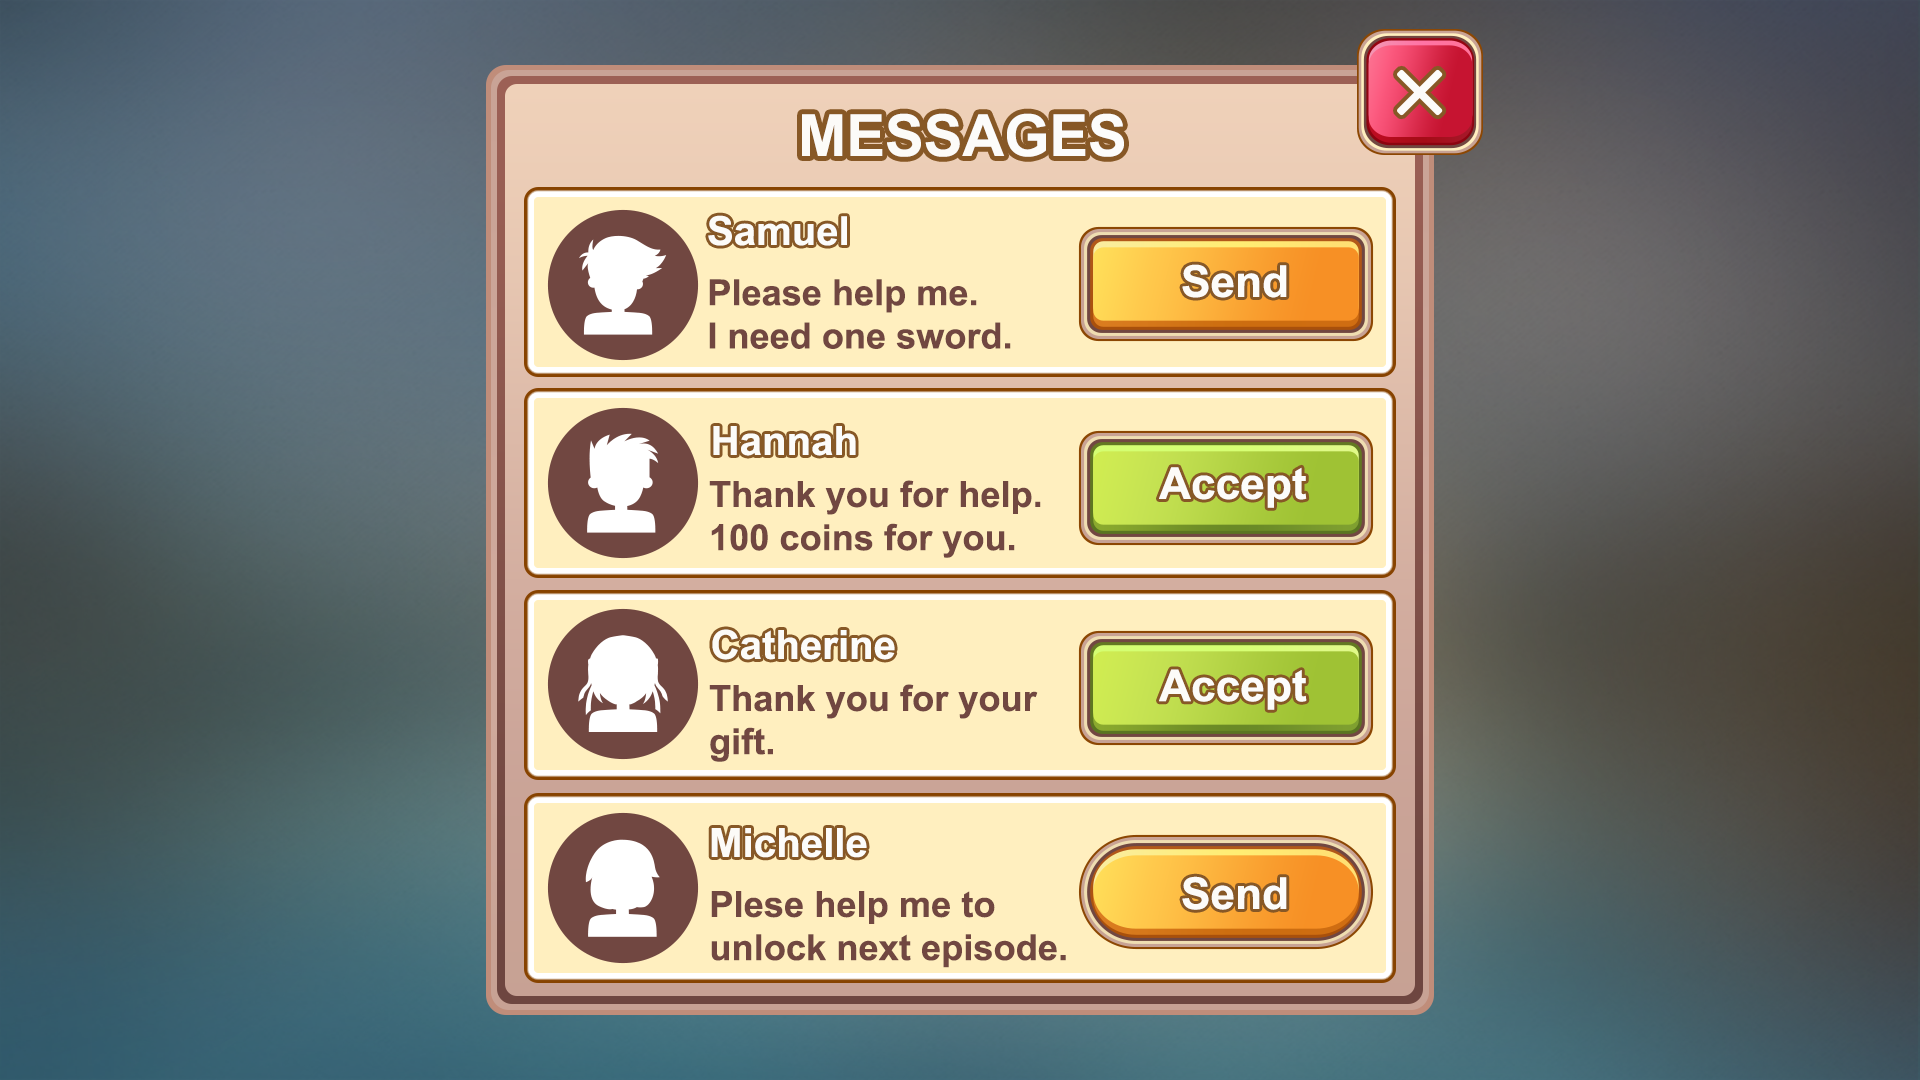 MESSAGES
Samuel
Please help me.
I need one sword.
Send
Hannah
Thank you for help.
100 coins for you.
Accept
Catherine
Thank you for your
gift.
Accept
Michelle
Plese help me to
unlock next episode.
Send